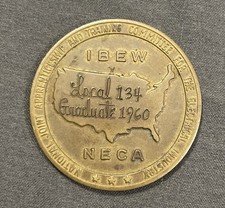 NATIONAL JOINT APPRENTICESHIP AND TRAINING COMMITTEE FOR THE ELECTRICAL INDUSTRY
IBEW
Local 134
Graduate 1960
NECA